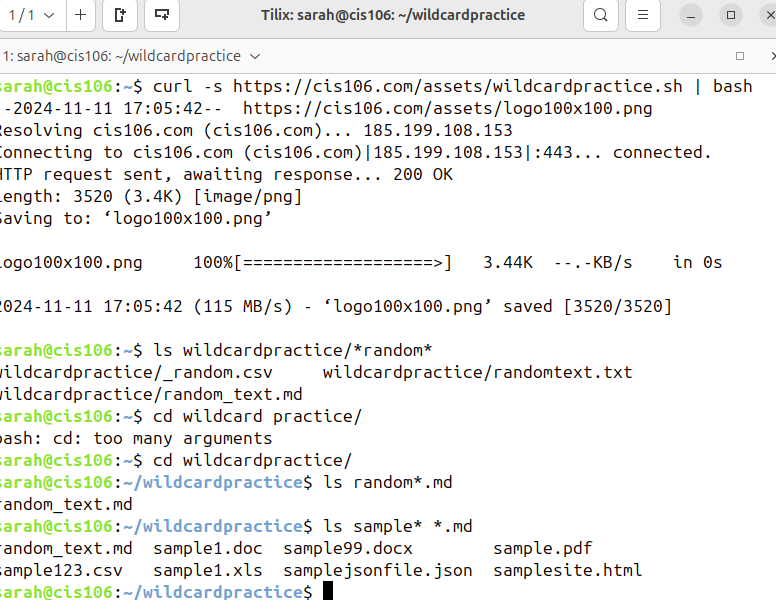 1 / 1
Tilix: sarah@cis106: ~/wildcardpractice
1: sarah@cis106: ~/wildcardpractice
sarah@cis106:~$ curl -s https://cis106.com/assets/wildcardpractice.sh | bash
-2024-11-11 17:05:42-- https://cis106.com/assets/logo100x100.png
Resolving cis106.com (cis106.com)... 185.199.108.153
Connecting to cis106.com (cis106.com)|185.199.108.153|:443... connected.
HTTP request sent, awaiting response... 200 OK
Length: 3520 (3.4K) [image/png]
Saving to: ‘logo100x100.png’
logo100x100.png 100%[===================>] 3.44K --.-KB/s in 0s
2024-11-11 17:05:42 (115 MB/s) - ‘logo100x100.png’ saved [3520/3520]
sarah@cis106:~$ ls wildcardpractice/*random*
wildcardpractice/_random.csv wildcardpractice/randomtext.txt
wildcardpractice/random_text.md
sarah@cis106:~$ cd wildcard practice/
bash: cd: too many arguments
sarah@cis106:~$ cd wildcardpractice/
sarah@cis106:~/wildcardpractice$ ls random*.md
random_text.md
sarah@cis106:~/wildcardpractice$ ls sample* *.md
random_text.md sample1.doc sample99.docx sample.pdf
sample123.csv sample1.xls samplejsonfile.json samplesite.html
sarah@cis106:~/wildcardpractice$